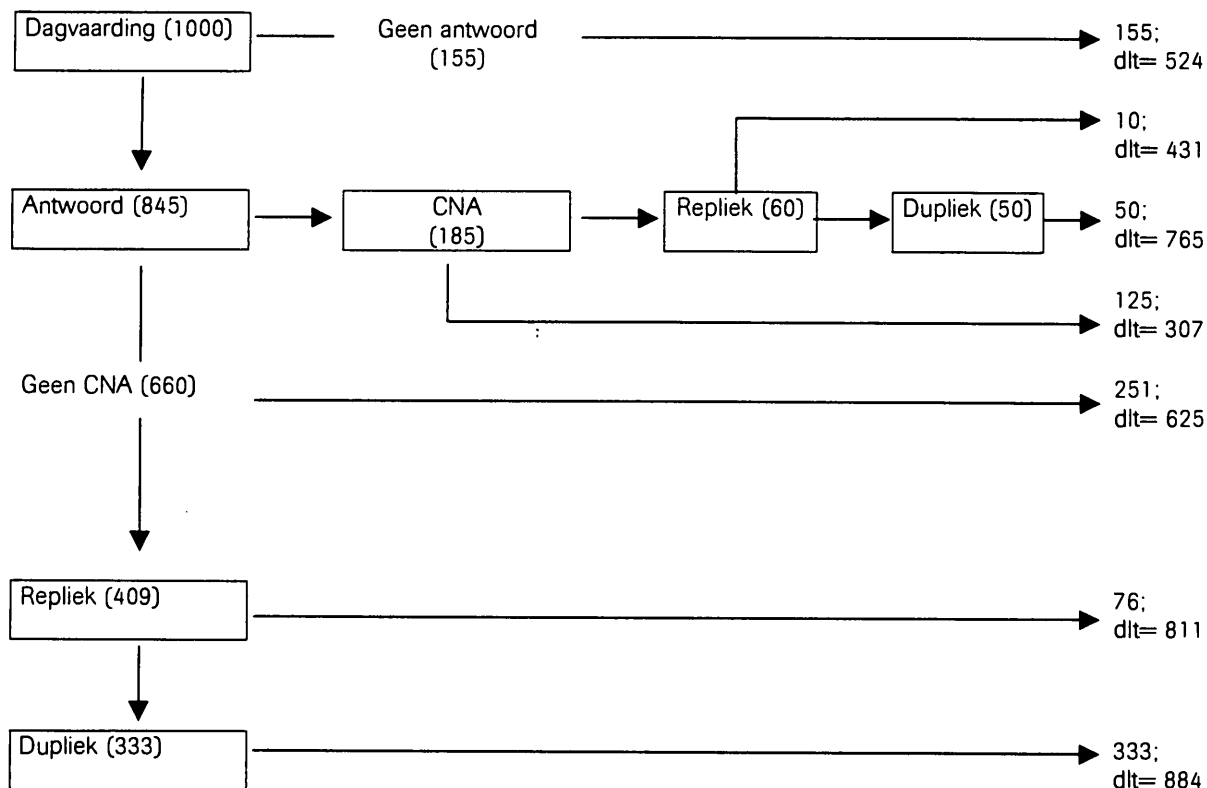 Dagvaarding (1000)
Geen antwoord
(155)
155;
dlt= 524
10;
dlt= 431
Antwoord (845)
CNA
(185)
Repliek (60)
Dupliek (50)
50;
dlt= 765
125;
dlt= 307
Geen CNA (660)
251;
dlt= 625
Repliek (409)
76;
dlt= 811
Dupliek (333)
333;
dlt= 884